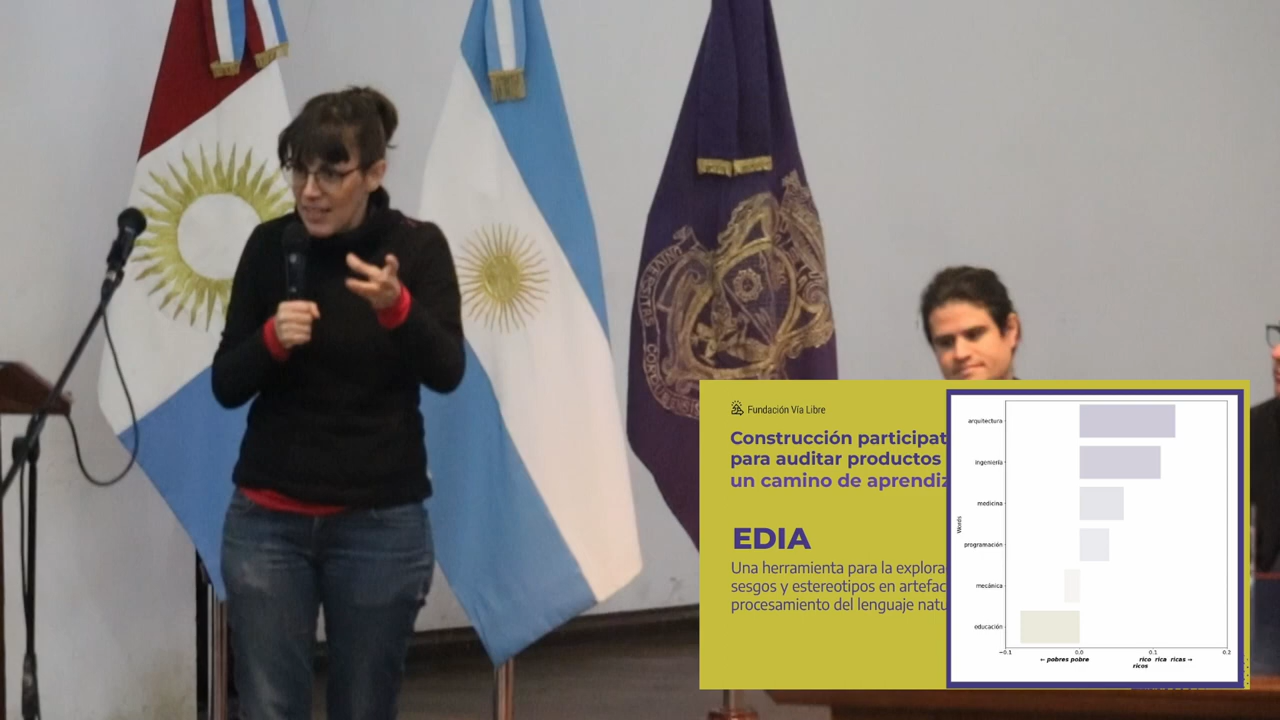 UNIVERSITAS
Fundación Vía Libre
Construcción participat
para auditar productos
un camino de aprendiz
EDIA
Una herramienta para la explora
sesgos y estereotipos en artefac
procesamiento del lenguaje natu
Words
arquitectura
ingeniería
medicina
programación
mecánica
educación
−0.1 0.0 0.1 0.2
← pobres pobre rico rica ricas →
ricos